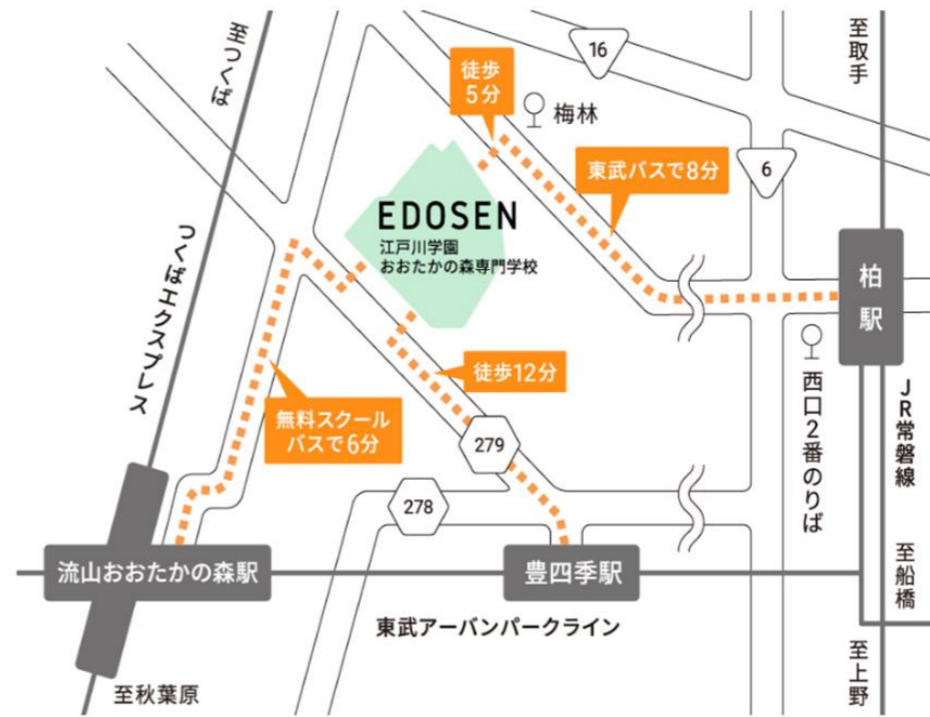 至つくば
16
至取手
徒歩
5分
梅林
東武バスで8分
6
EDOSEN
江戸川学園
おおたかの森専門学校
つくばエクスプレス
柏駅
徒歩12分
無料スクール
バスで6分
西口2番のりば
JR常磐線
279
278
流山おおたかの森駅
豊四季駅
至船橋
東武アーバンパークライン
至秋葉原
至上野